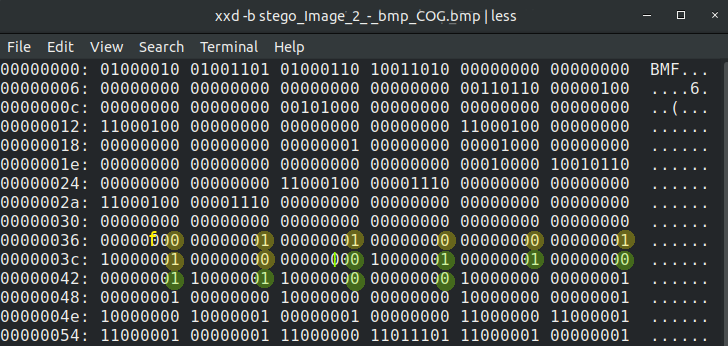 xxd -b stego_Image_2_-_bmp_COG.bmp | less
File Edit View Search Terminal Help
00000000: 01000010 01001101 01000110 10011010 00000000 00000000 BMF...
00000006: 00000000 00000000 00000000 00000000 00110110 00000100 ....6.
0000000c: 00000000 00000000 00101000 00000000 00000000 00000000 ..(...
00000012: 11000100 00000000 00000000 00000000 11000100 00000000 ......
00000018: 00000000 00000000 00000001 00000000 00001000 00000000 ......
0000001e: 00000000 00000000 00000000 00000000 00010000 10010110 ......
00000024: 00000000 00000000 11000100 00001110 00000000 00000000 ......
0000002a: 11000100 00001110 00000000 00000000 00000000 00000000 ......
00000030: 00000000 00000000 00000000 00000000 00000000 00000000 ......
00000036: 00000f00 00000001 00000001 00000000 00000000 00000001 ......
0000003c: 10000001 00000000 00000l00 10000001 00000001 00000000 ......
00000042: 00000001 10000001 10000000 00000000 10000000 00000001 ......
00000048: 00000001 00000000 10000000 00000000 10000000 00000001 ......
0000004e: 10000000 10000001 00000001 00000000 11000000 11000001 ......
00000054: 11000001 00000001 11000000 11011101 11000001 00000001 ......